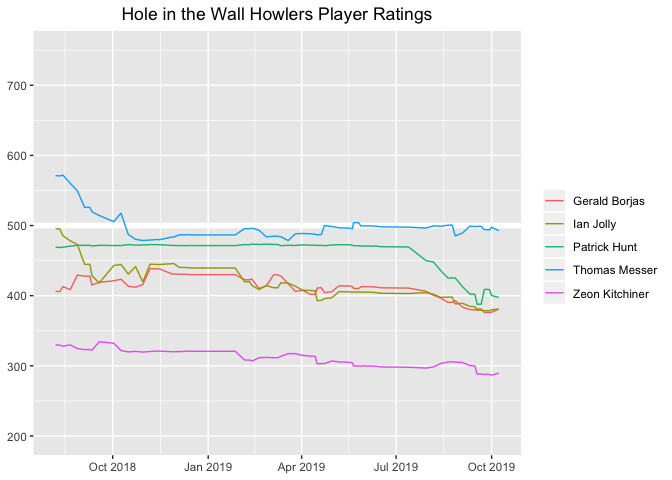 Hole in the Wall Howlers Player Ratings
700
600
500
400
300
200
Oct 2018
Jan 2019
Apr 2019
Jul 2019
Oct 2019
Gerald Borjas
Ian Jolly
Patrick Hunt
Thomas Messer
Zeon Kitchiner